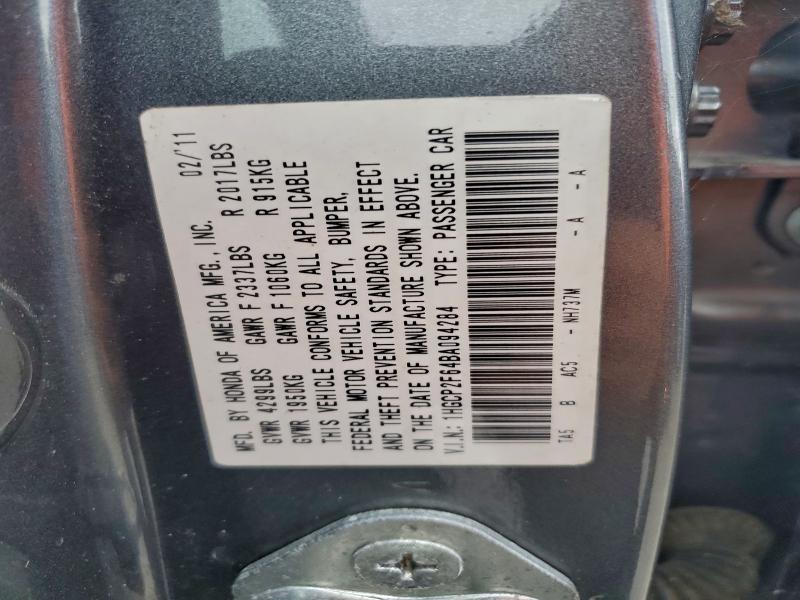 MFD. BY HONDA OF AMERICA MFG., INC. 02/'11
GVWR 4299LBS GAWR F 2337LBS R 2017LBS
GVWR 1950KG GAWR F 1060KG R 915KG
THIS VEHICLE CONFORMS TO ALL APPLICABLE
FEDERAL MOTOR VEHICLE SAFETY, BUMPER,
AND THEFT PREVENTION STANDARDS IN EFFECT
ON THE DATE OF MANUFACTURE SHOWN ABOVE.
V.I.N.: 1HGCP2F64BA094284 TYPE: PASSENGER CAR
TA5 B AC5 - NH737M - A - A